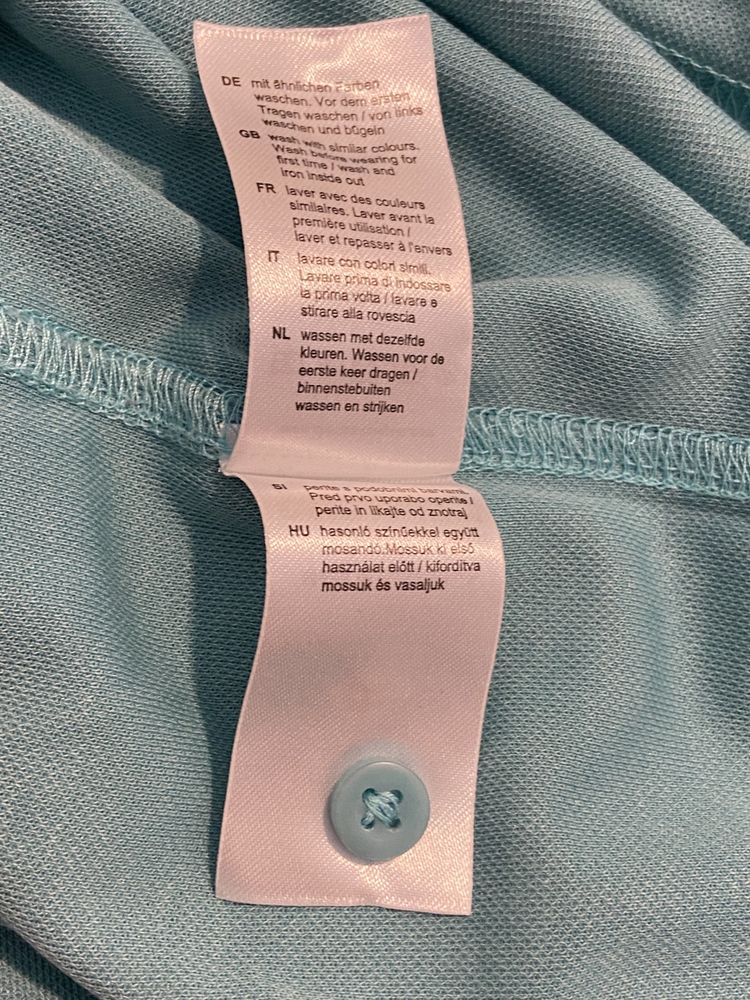 DE mit ähnlichen Farben
waschen. Vor dem ersten
Tragen waschen / von links
waschen und bügeln
GB wash with similar colours.
Wash before wearing for
first time / wash and
iron inside out
FR laver avec des couleurs
similaires. Laver avant la
première utilisation /
laver et repasser à l'envers
IT lavare con colori simili.
Lavare prima di indossare
la prima volta / lavare e
stirare alla rovescia
NL wassen met dezelfde
kleuren. Wassen voor de
eerste keer dragen /
binnenstebuiten
wassen en strijken
SI perite s podobnimi barvami.
Pred prvo uporabo operite /
perite in likajte od znotraj
HU hasonló színűekkel együtt
mosandó.Mossuk ki első
használat előtt / kifordítva
mossuk és vasaljuk